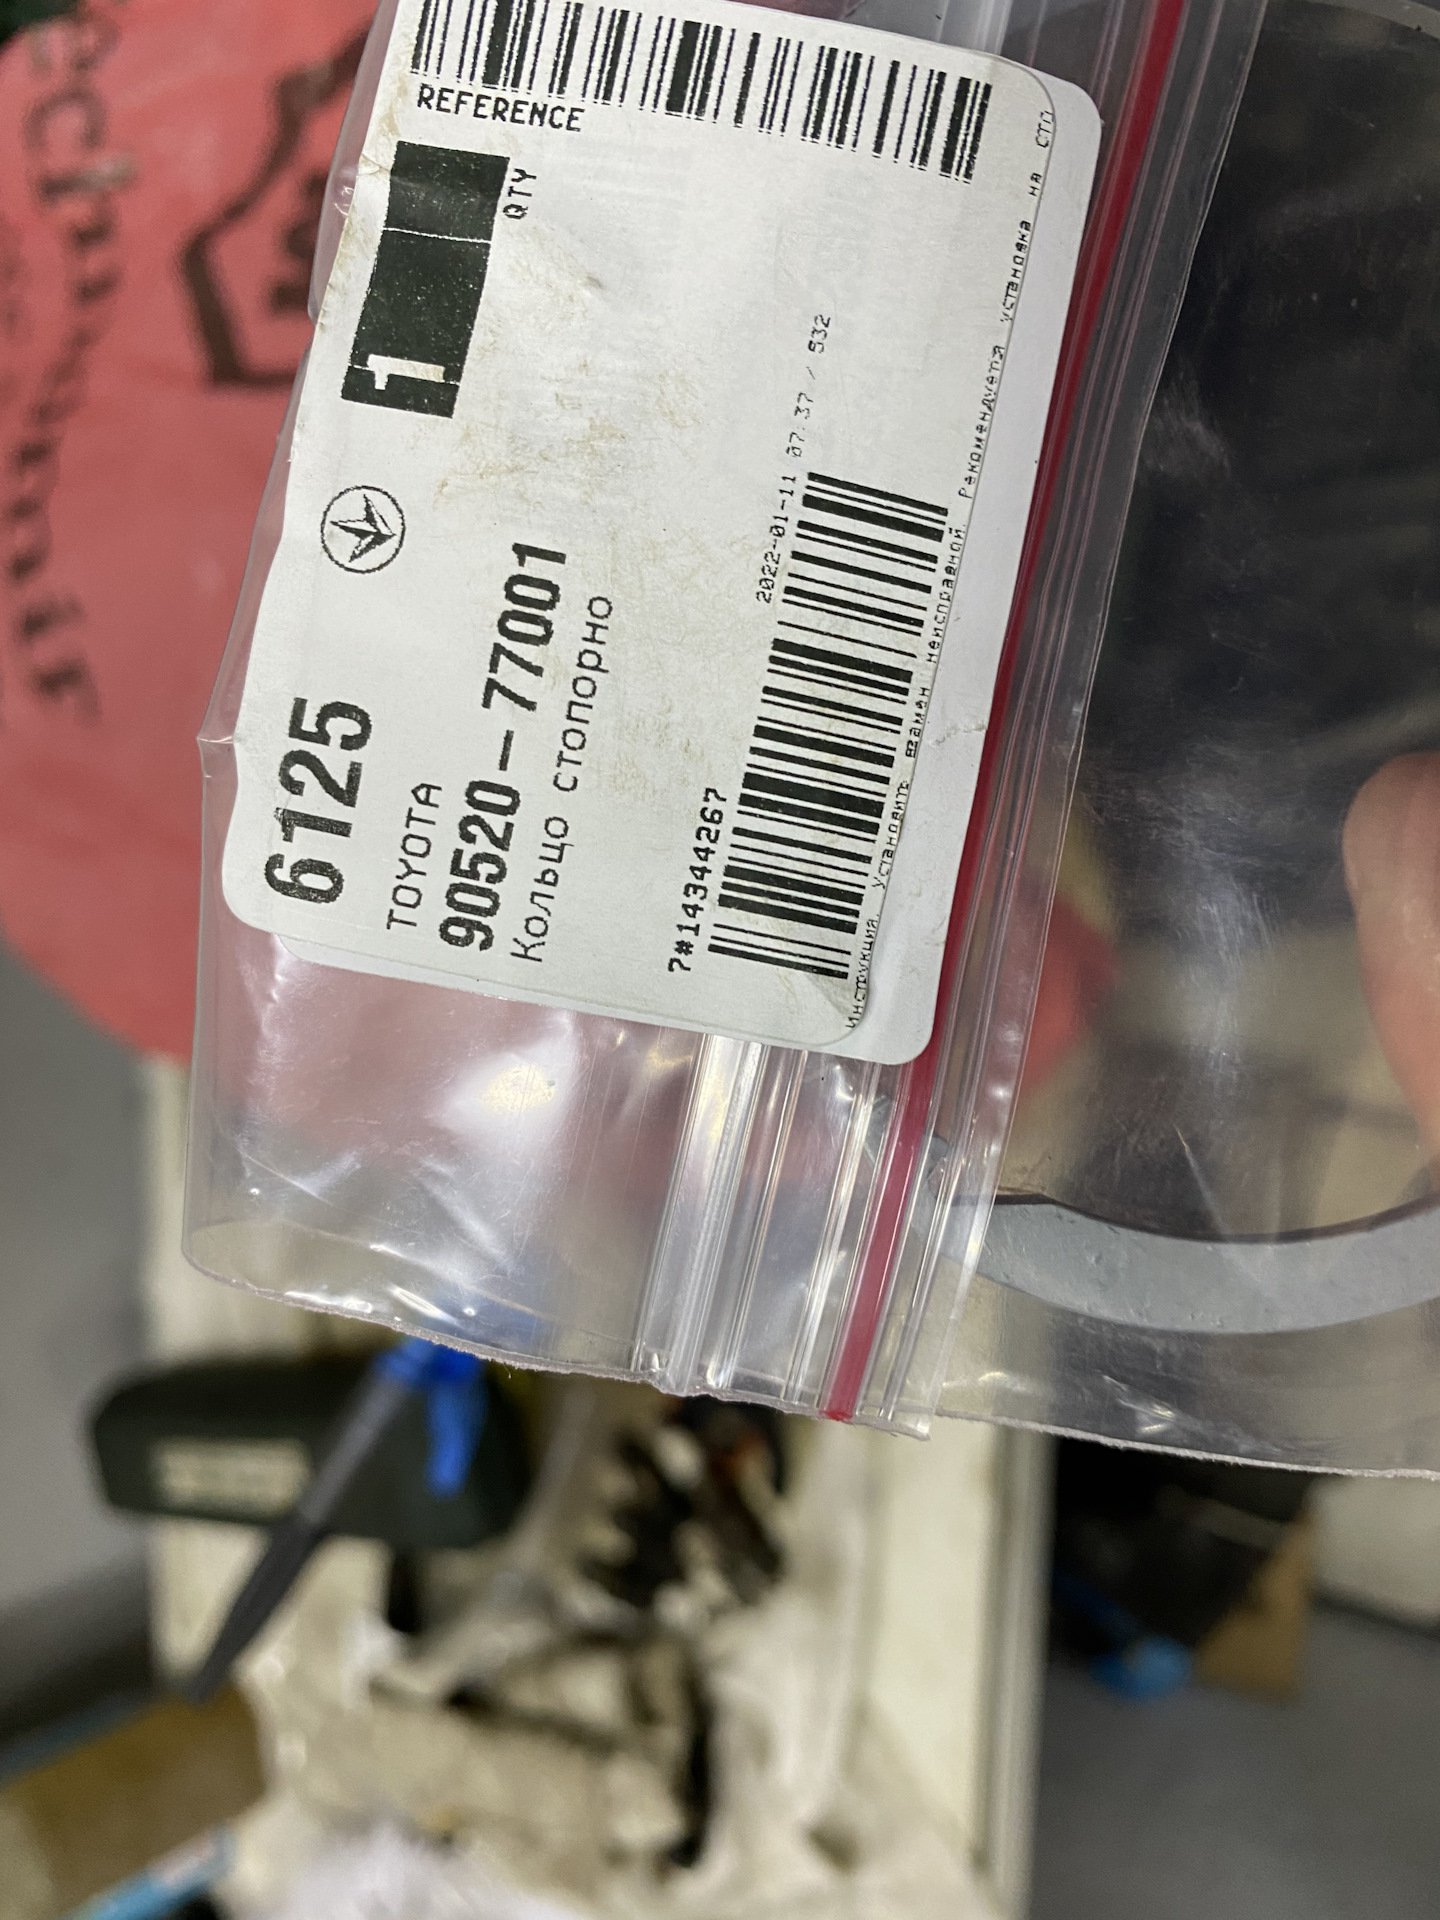 REFERENCE
1
QTY
6125
TOYOTA
90520-77001
Кольцо стопорно
2022-01-11 07:37 / 532
7#14344267
Инструкция. Установить взамен неисправной. Рекомендуется установка на СТО